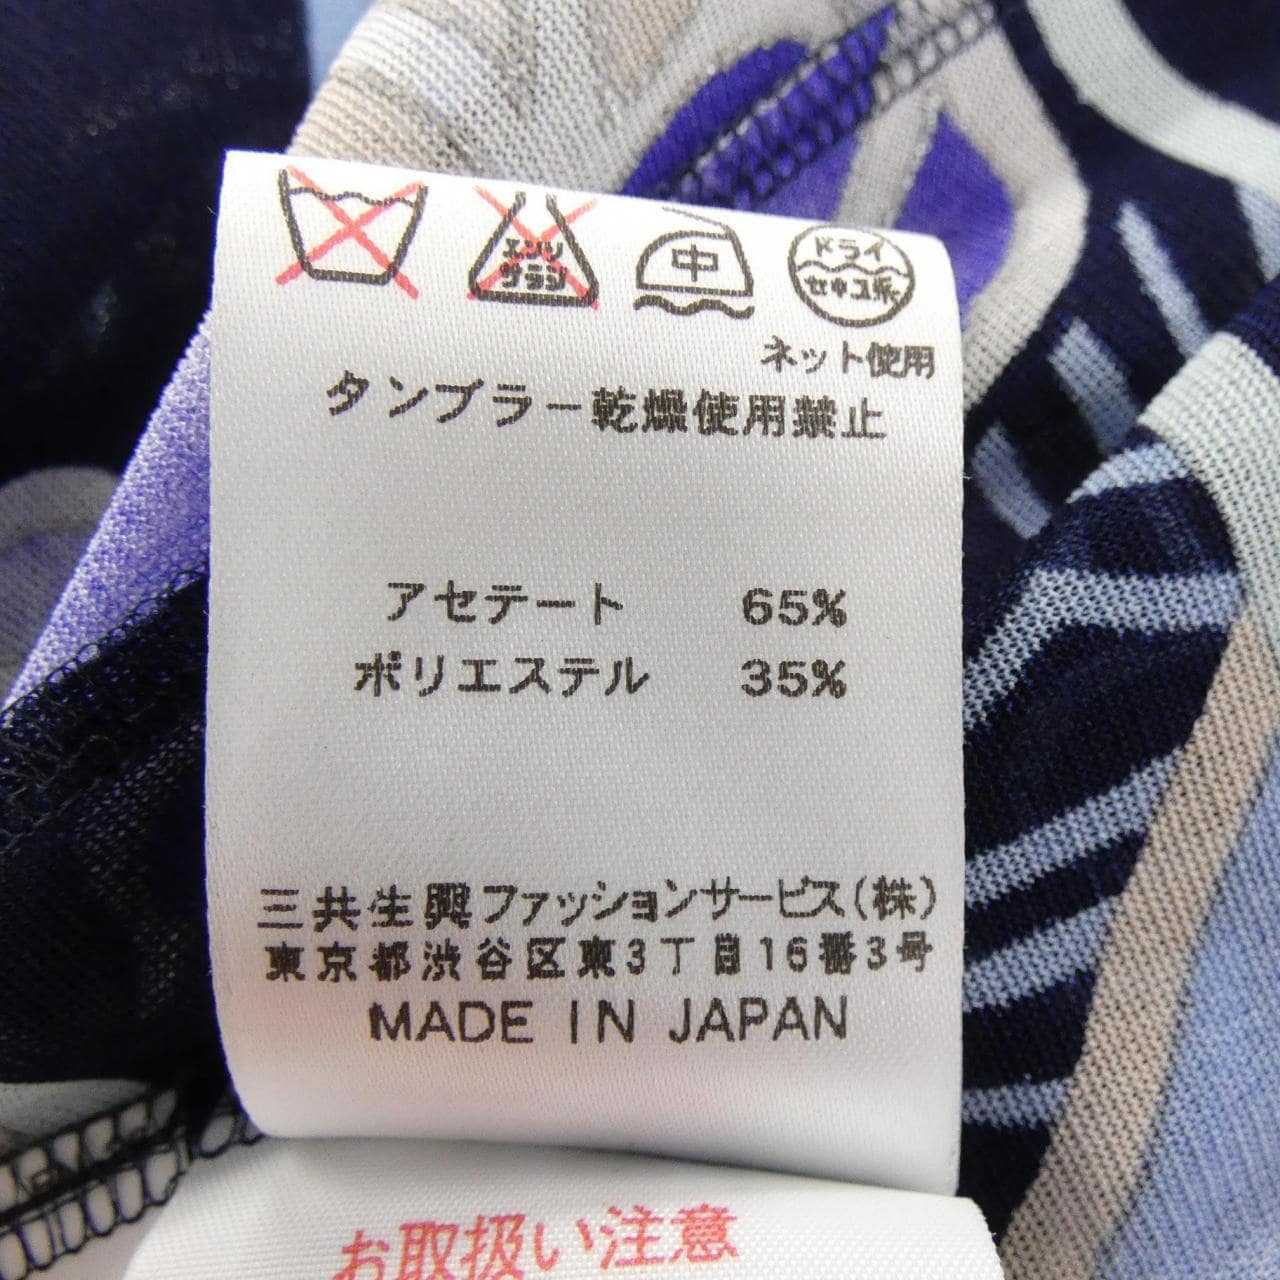 エンソ
サラシ
中
ドライ
セキユ系
ネット使用
タンブラー乾燥使用禁止
アセテート 65%
ポリエステル 35%
三共生興ファッションサービス(株)
東京都渋谷区東3丁目16番3号
MADE IN JAPAN
お取扱い注意